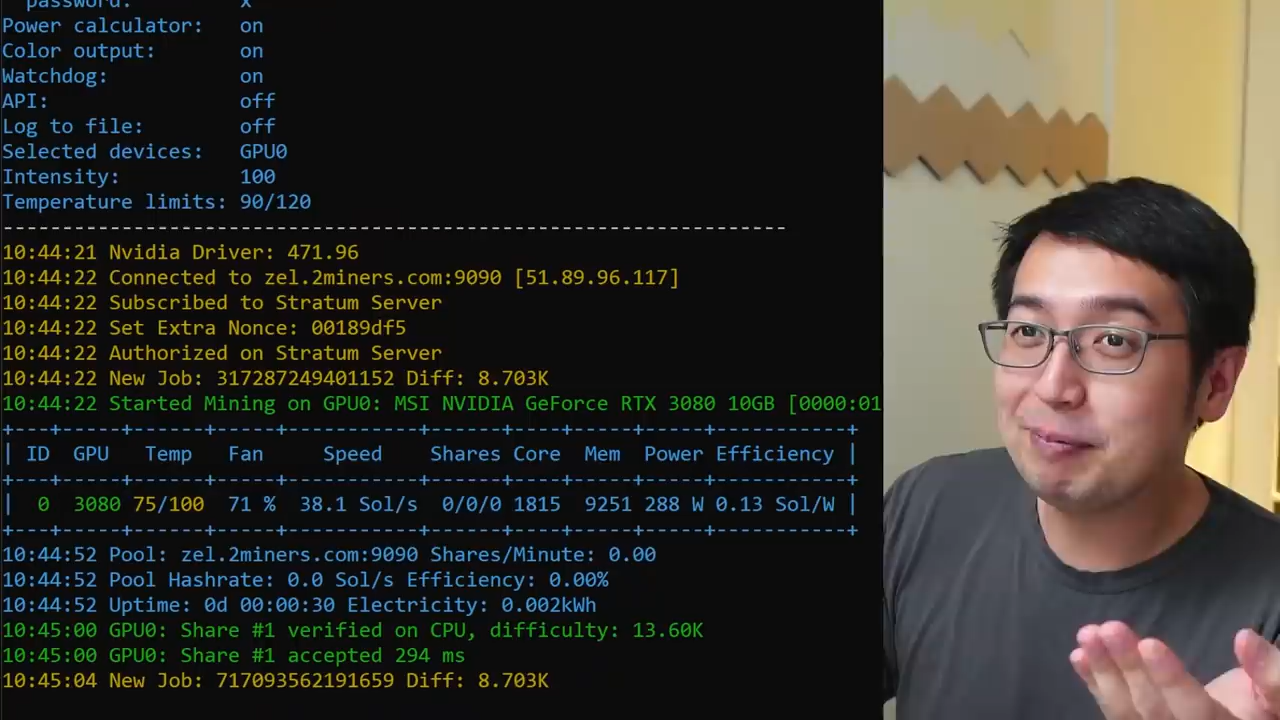 password: x
Power calculator: on
Color output: on
Watchdog: on
API: off
Log to file: off
Selected devices: GPU0
Intensity: 100
Temperature limits: 90/120
------------------------------------------------------------------
10:44:21 Nvidia Driver: 471.96
10:44:22 Connected to zel.2miners.com:9090 [51.89.96.117]
10:44:22 Subscribed to Stratum Server
10:44:22 Set Extra Nonce: 00189df5
10:44:22 Authorized on Stratum Server
10:44:22 New Job: 317287249401152 Diff: 8.703K
10:44:22 Started Mining on GPU0: MSI NVIDIA GeForce RTX 3080 10GB [0000:01
+---+------+-------+------+-----------+-------+-----+-----+------+-----------+
| ID GPU Temp Fan Speed Shares Core Mem Power Efficiency |
+---+------+-------+------+-----------+-------+-----+-----+------+-----------+
| 0 3080 75/100 71 % 38.1 Sol/s 0/0/0 1815 9251 288 W 0.13 Sol/W |
+---+------+-------+------+-----------+-------+-----+-----+------+-----------+
10:44:52 Pool: zel.2miners.com:9090 Shares/Minute: 0.00
10:44:52 Pool Hashrate: 0.0 Sol/s Efficiency: 0.00%
10:44:52 Uptime: 0d 00:00:30 Electricity: 0.002kWh
10:45:00 GPU0: Share #1 verified on CPU, difficulty: 13.60K
10:45:00 GPU0: Share #1 accepted 294 ms
10:45:04 New Job: 717093562191659 Diff: 8.703K